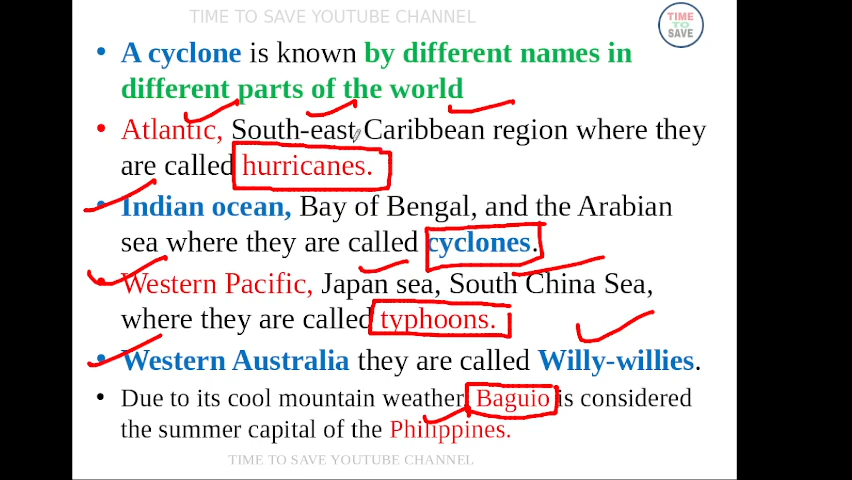 TIME TO SAVE YOUTUBE CHANNEL
TIME
TO
SAVE
• A cyclone is known by different names in
different parts of the world
• Atlantic, South-east Caribbean region where they
are called hurricanes.
• Indian ocean, Bay of Bengal, and the Arabian
sea where they are called cyclones.
• Western Pacific, Japan sea, South China Sea,
where they are called typhoons.
• Western Australia they are called Willy-willies.
• Due to its cool mountain weather, Baguio is considered
the summer capital of the Philippines.
TIME TO SAVE YOUTUBE CHANNEL